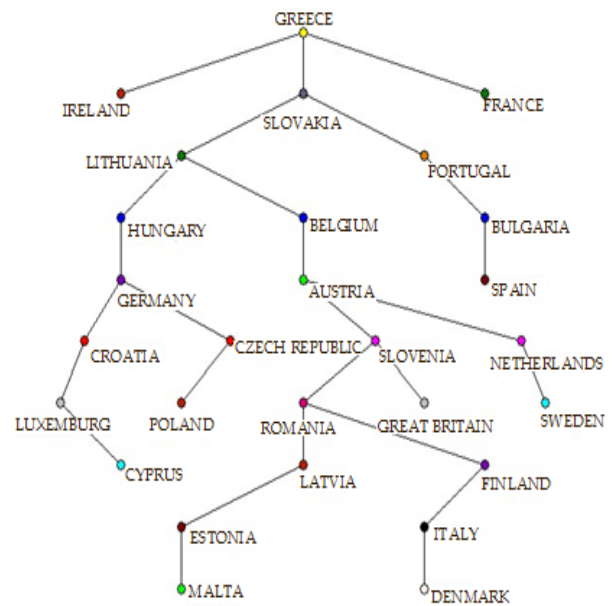 GREECE
IRELAND
SLOVAKIA
FRANCE
LITHUANIA
PORTUGAL
HUNGARY
BELGIUM
BULGARIA
GERMANY
AUSTRIA
SPAIN
CROATIA
CZECH REPUBLIC
SLOVENIA
NETHERLANDS
LUXEMBURG
POLAND
ROMANIA
GREAT BRITAIN
SWEDEN
CYPRUS
LATVIA
FINLAND
ESTONIA
ITALY
MALTA
DENMARK